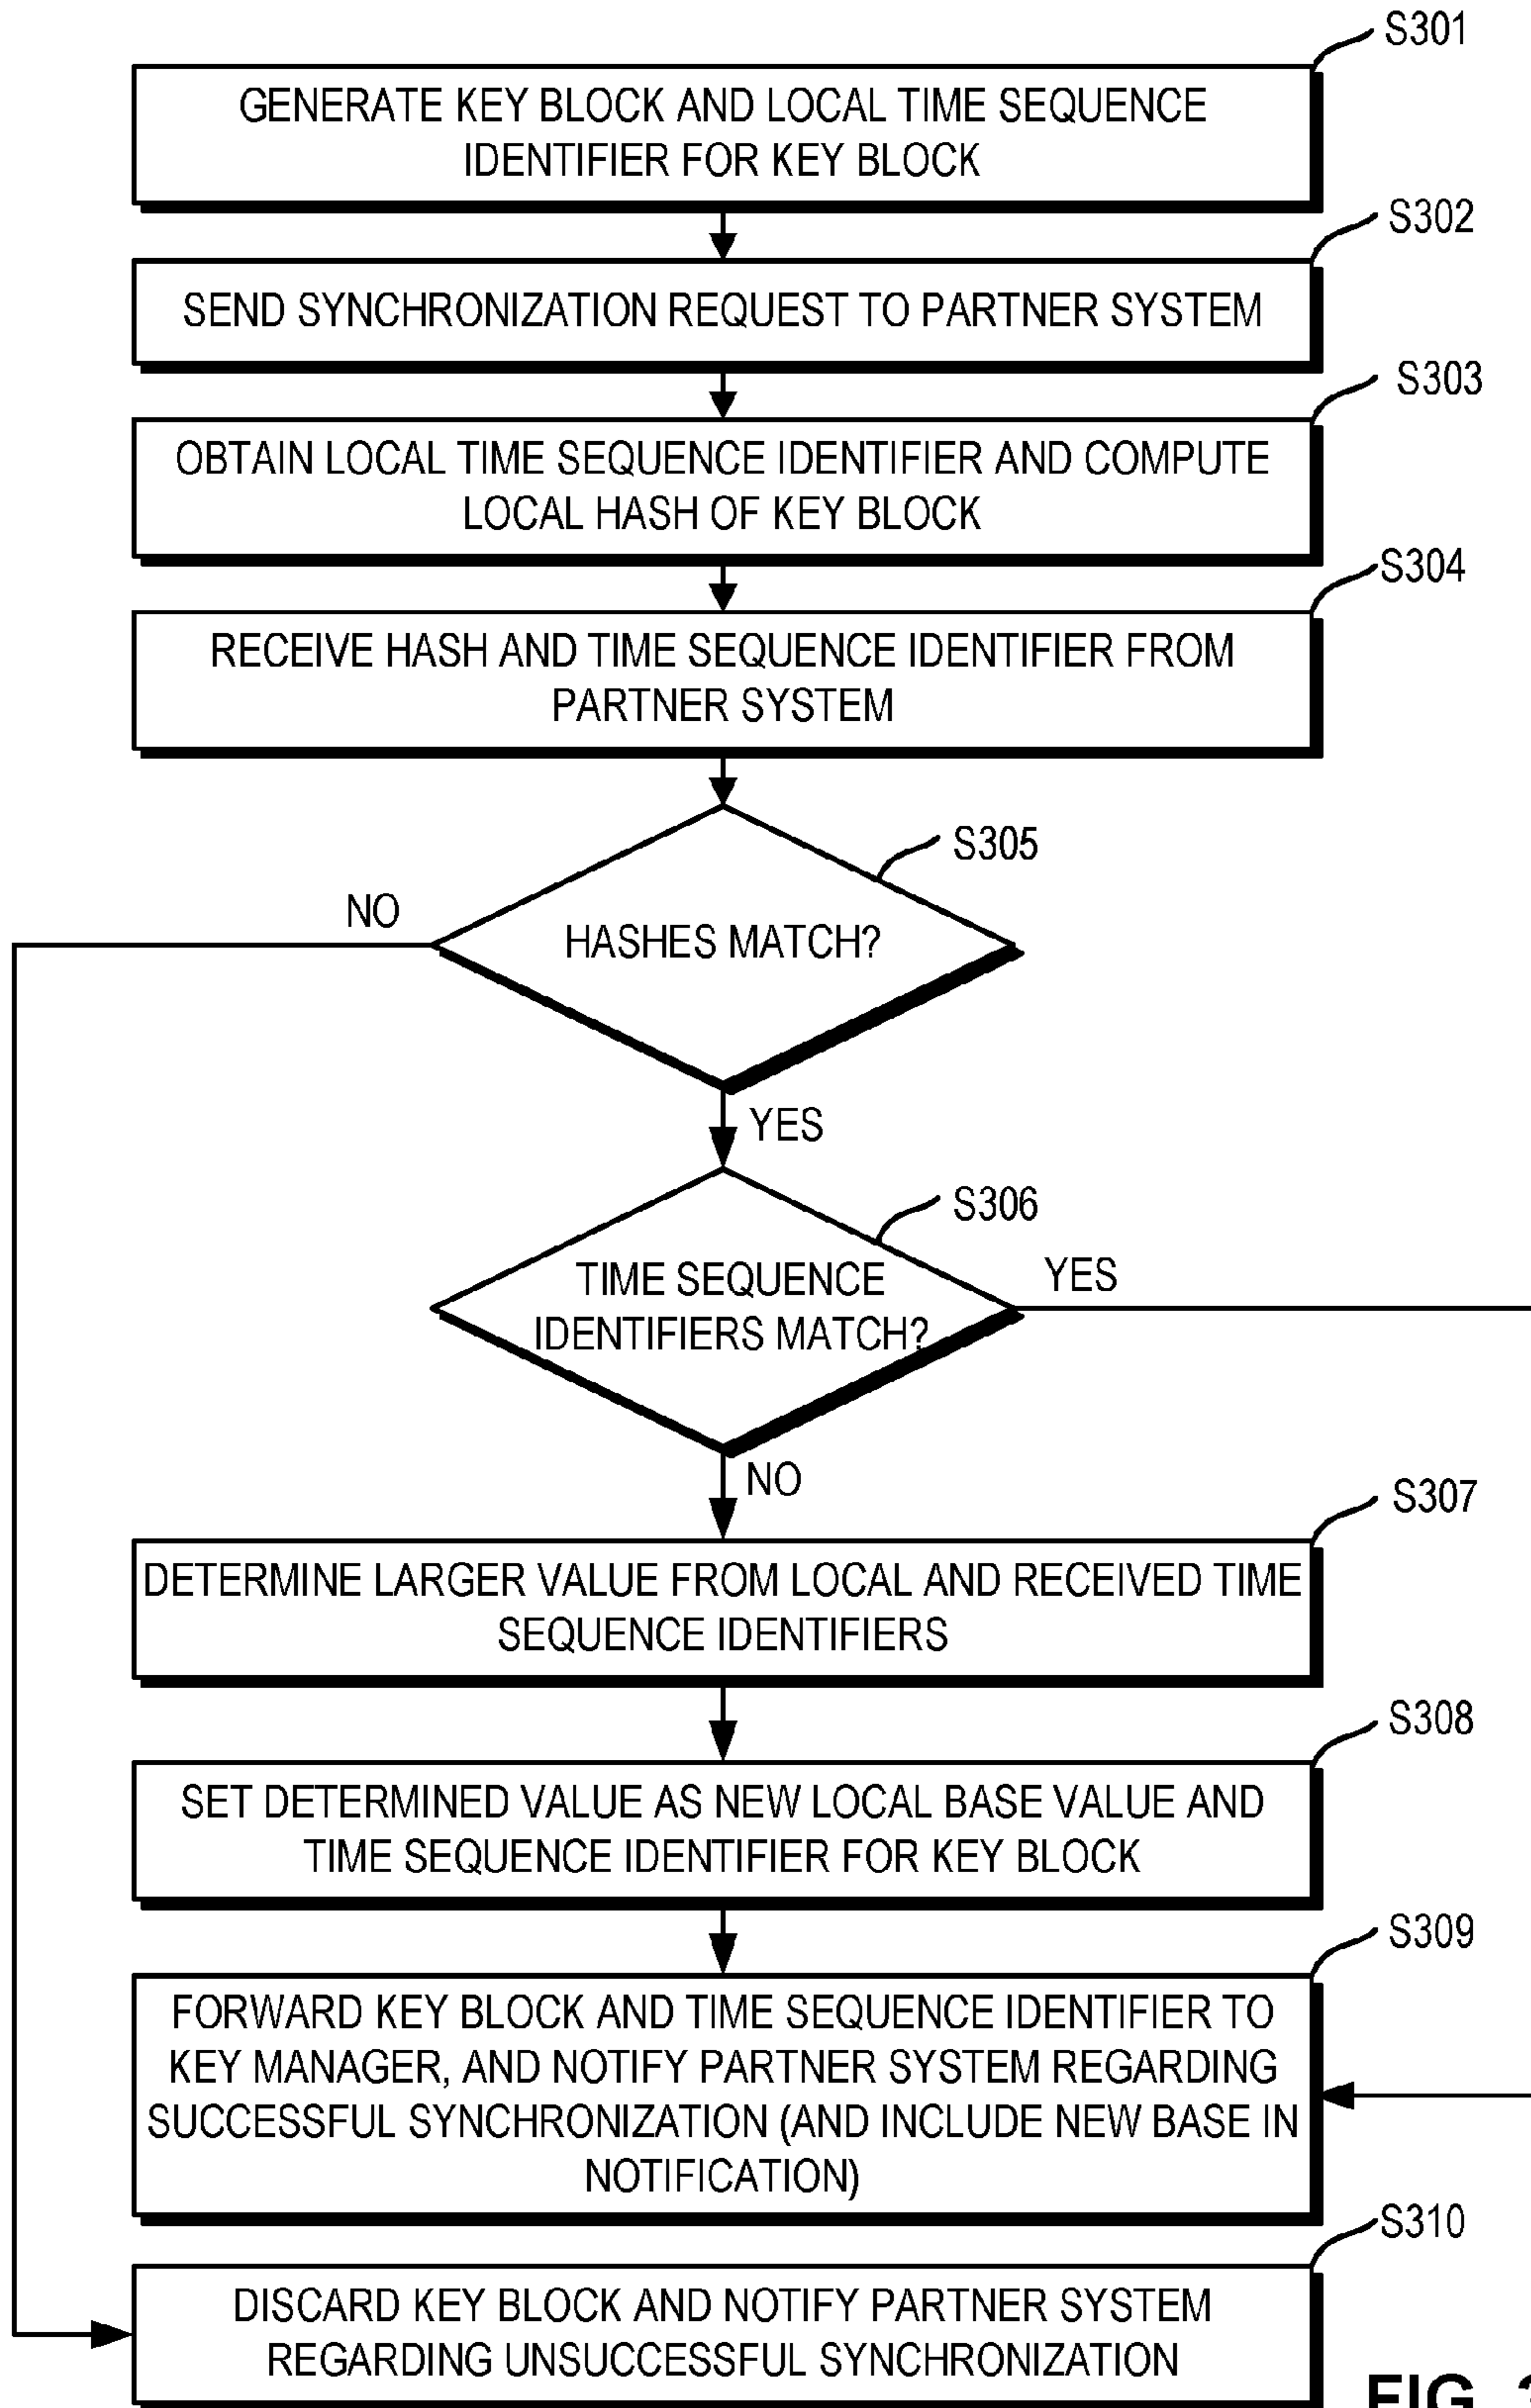 S301
GENERATE KEY BLOCK AND LOCAL TIME SEQUENCE
IDENTIFIER FOR KEY BLOCK
S302
SEND SYNCHRONIZATION REQUEST TO PARTNER SYSTEM
S303
OBTAIN LOCAL TIME SEQUENCE IDENTIFIER AND COMPUTE
LOCAL HASH OF KEY BLOCK
S304
RECEIVE HASH AND TIME SEQUENCE IDENTIFIER FROM
PARTNER SYSTEM
S305
NO
HASHES MATCH?
YES
S306
TIME SEQUENCE
IDENTIFIERS MATCH?
YES
NO
S307
DETERMINE LARGER VALUE FROM LOCAL AND RECEIVED TIME
SEQUENCE IDENTIFIERS
S308
SET DETERMINED VALUE AS NEW LOCAL BASE VALUE AND
TIME SEQUENCE IDENTIFIER FOR KEY BLOCK
S309
FORWARD KEY BLOCK AND TIME SEQUENCE IDENTIFIER TO
KEY MANAGER, AND NOTIFY PARTNER SYSTEM REGARDING
SUCCESSFUL SYNCHRONIZATION (AND INCLUDE NEW BASE IN
NOTIFICATION)
S310
DISCARD KEY BLOCK AND NOTIFY PARTNER SYSTEM
REGARDING UNSUCCESSFUL SYNCHRONIZATION
FIG.